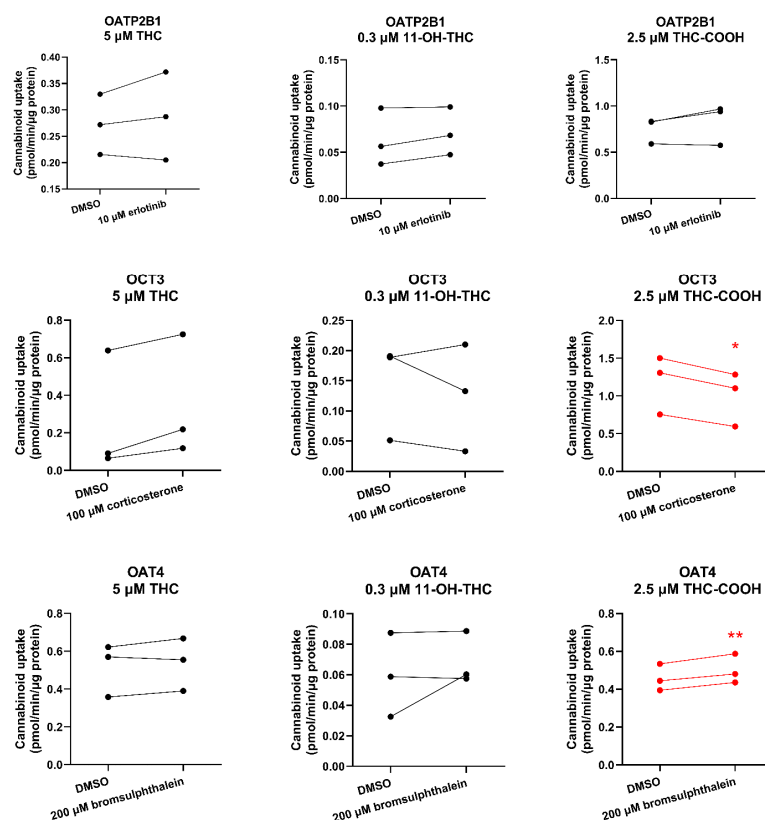 OATP2B1
5 µM THC
Cannabinoid uptake
(pmol/min/µg protein)
0.40
0.35
0.30
0.25
0.20
0.15
DMSO
10 µM erlotinib
OATP2B1
0.3 µM 11-OH-THC
Cannabinoid uptake
(pmol/min/µg protein)
0.15
0.10
0.05
0.00
DMSO
10 µM erlotinib
OATP2B1
2.5 µM THC-COOH
Cannabinoid uptake
(pmol/min/µg protein)
1.5
1.0
0.5
0.0
DMSO
10 µM erlotinib
OCT3
5 µM THC
Cannabinoid uptake
(pmol/min/µg protein)
0.8
0.6
0.4
0.2
0.0
DMSO
100 µM corticosterone
OCT3
0.3 µM 11-OH-THC
Cannabinoid uptake
(pmol/min/µg protein)
0.25
0.20
0.15
0.10
0.05
0.00
DMSO
100 µM corticosterone
OCT3
2.5 µM THC-COOH
Cannabinoid uptake
(pmol/min/µg protein)
2.0
1.5
1.0
0.5
0.0
*
DMSO
100 µM corticosterone
OAT4
5 µM THC
Cannabinoid uptake
(pmol/min/µg protein)
0.8
0.6
0.4
0.2
0.0
DMSO
200 µM bromsulphthalein
OAT4
0.3 µM 11-OH-THC
Cannabinoid uptake
(pmol/min/µg protein)
0.10
0.08
0.06
0.04
0.02
0.00
DMSO
200 µM bromsulphthalein
OAT4
2.5 µM THC-COOH
Cannabinoid uptake
(pmol/min/µg protein)
0.8
0.6
0.4
0.2
0.0
**
DMSO
200 µM bromsulphthalein